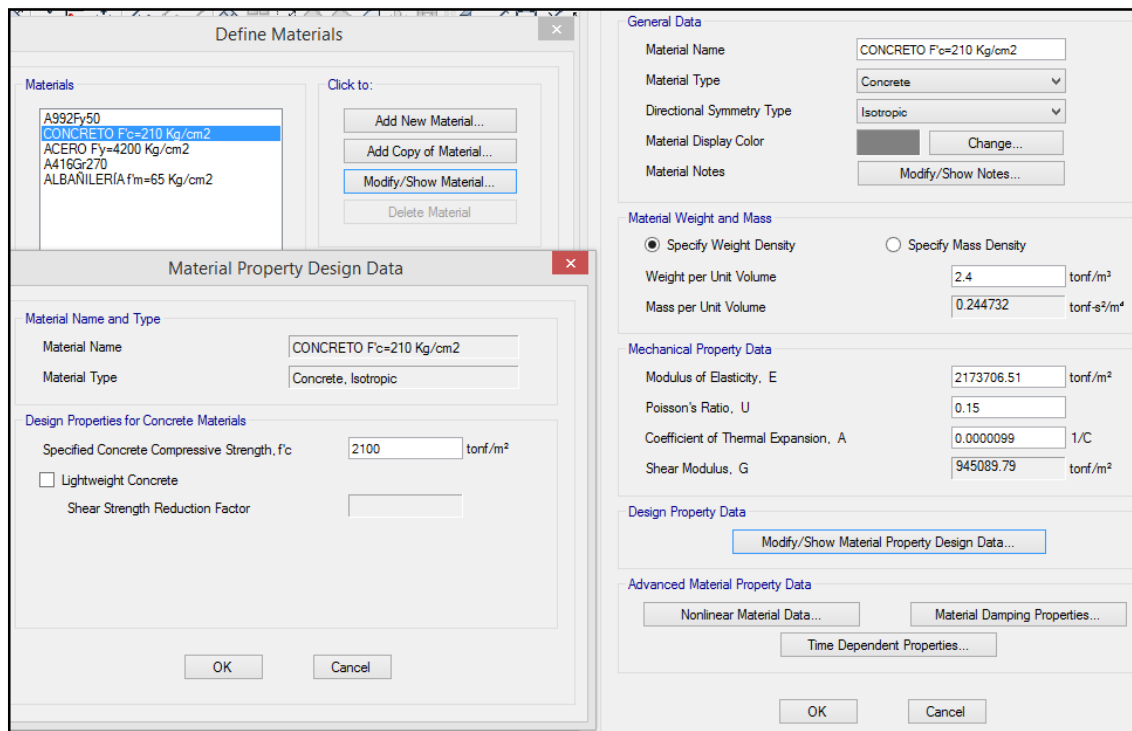 Define Materials
Materials
Click to:
A992Fy50
CONCRETO F'c=210 Kg/cm2
ACERO F'y=4200 Kg/cm2
A416Gr270
ALBAÑILERÍA f'm=65 Kg/cm2
Add New Material...
Add Copy of Material...
Modify/Show Material...
Delete Material
Material Property Design Data
Material Name and Type
Material Name CONCRETO F'c=210 Kg/cm2
Material Type Concrete, Isotropic
Design Properties for Concrete Materials
Specified Concrete Compressive Strength, f'c 2100 tonf/m²
Lightweight Concrete
Shear Strength Reduction Factor
OK Cancel
General Data
Material Name CONCRETO F'c=210 Kg/cm2
Material Type Concrete
Directional Symmetry Type Isotropic
Material Display Color Change...
Material Notes Modify/Show Notes...
Material Weight and Mass
Specify Weight Density Specify Mass Density
Weight per Unit Volume 2.4 tonf/m³
Mass per Unit Volume 0.244732 tonf-s²/m⁴
Mechanical Property Data
Modulus of Elasticity, E 2173706.51 tonf/m²
Poisson's Ratio, U 0.15
Coefficient of Thermal Expansion, A 0.0000099 1/C
Shear Modulus, G 945089.79 tonf/m²
Design Property Data
Modify/Show Material Property Design Data...
Advanced Material Property Data
Nonlinear Material Data... Material Damping Properties...
Time Dependent Properties...
OK Cancel